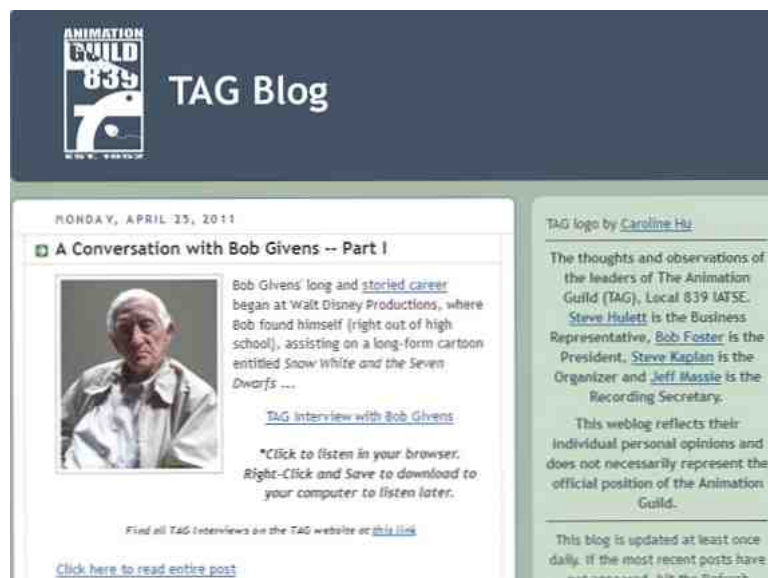 ANIMATION
GUILD
839
EST. 1952
TAG Blog
MONDAY, APRIL 25, 2011
A Conversation with Bob Givens -- Part I
Bob Givens' long and storied career
began at Walt Disney Productions, where
Bob found himself (right out of high
school), assisting on a long-form cartoon
entitled Snow White and the Seven
Dwarfs ...
TAG Interview with Bob Givens
*Click to listen in your browser.
Right-Click and Save to download to
your computer to listen later.
Find all TAG Interviews on the TAG website at this link
Click here to read entire post
TAG logo by Caroline Hu
The thoughts and observations of
the leaders of The Animation
Guild (TAG), Local 839 IATSE.
Steve Hulett is the Business
Representative, Bob Foster is the
President, Steve Kaplan is the
Organizer and Jeff Massie is the
Recording Secretary.
This weblog reflects their
individual personal opinions and
does not necessarily represent the
official position of the Animation
Guild.
This blog is updated at least once
daily. If the most recent posts have